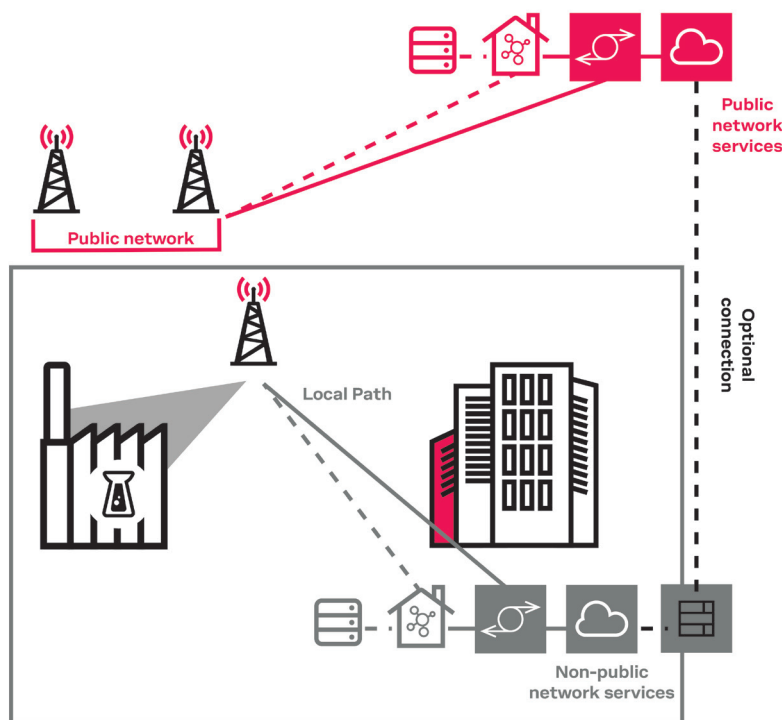 Public
network
services
Public network
Optional
connection
Local Path
Non-public
network services